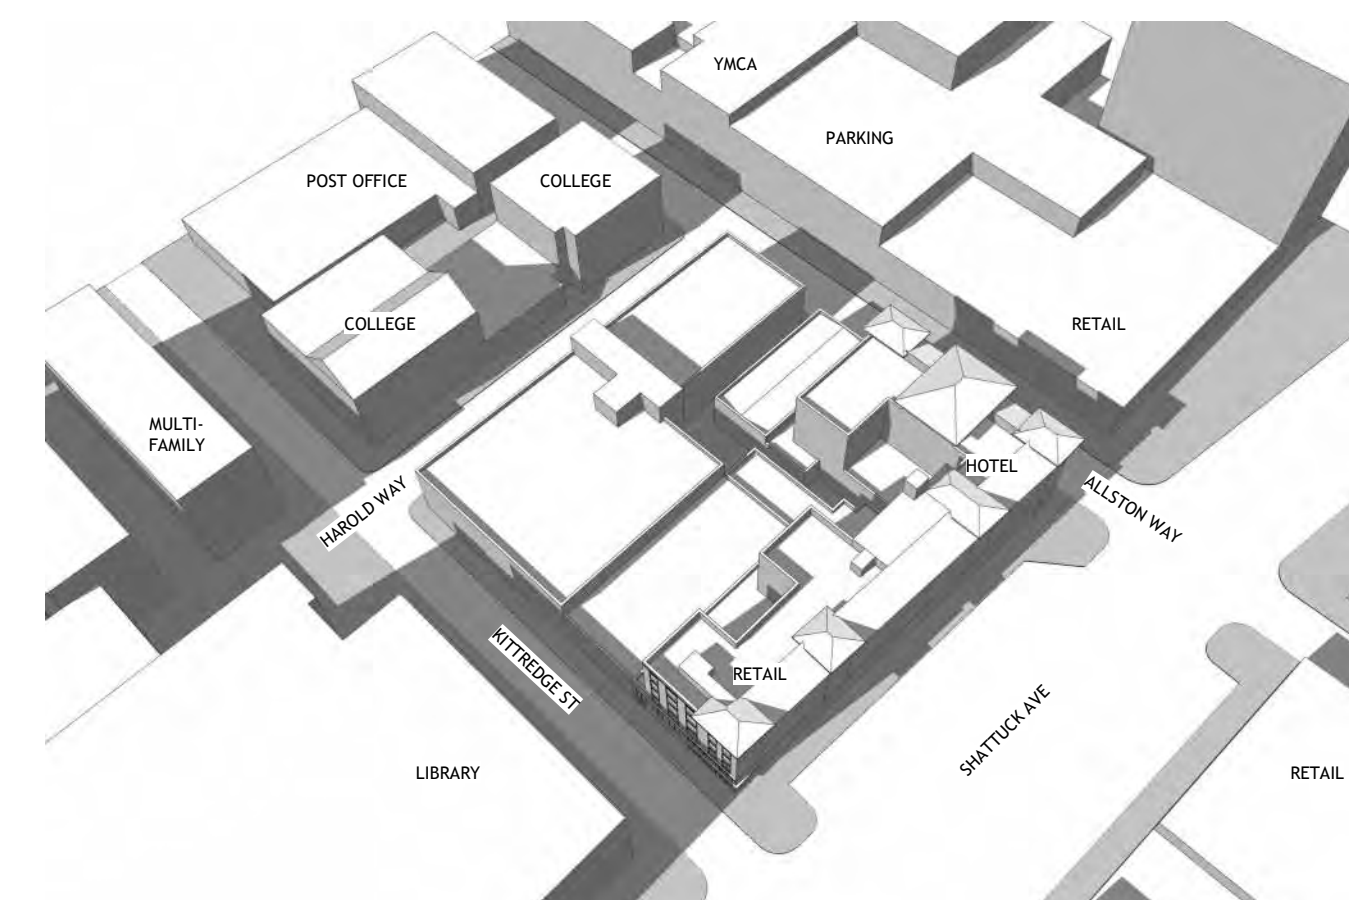 YMCA
PARKING
POST OFFICE
COLLEGE
COLLEGE
RETAIL
MULTI-
FAMILY
HOTEL
HAROLD WAY
ALLSTON WAY
KITTREDGE ST
RETAIL
SHATTUCK AVE
LIBRARY
RETAIL